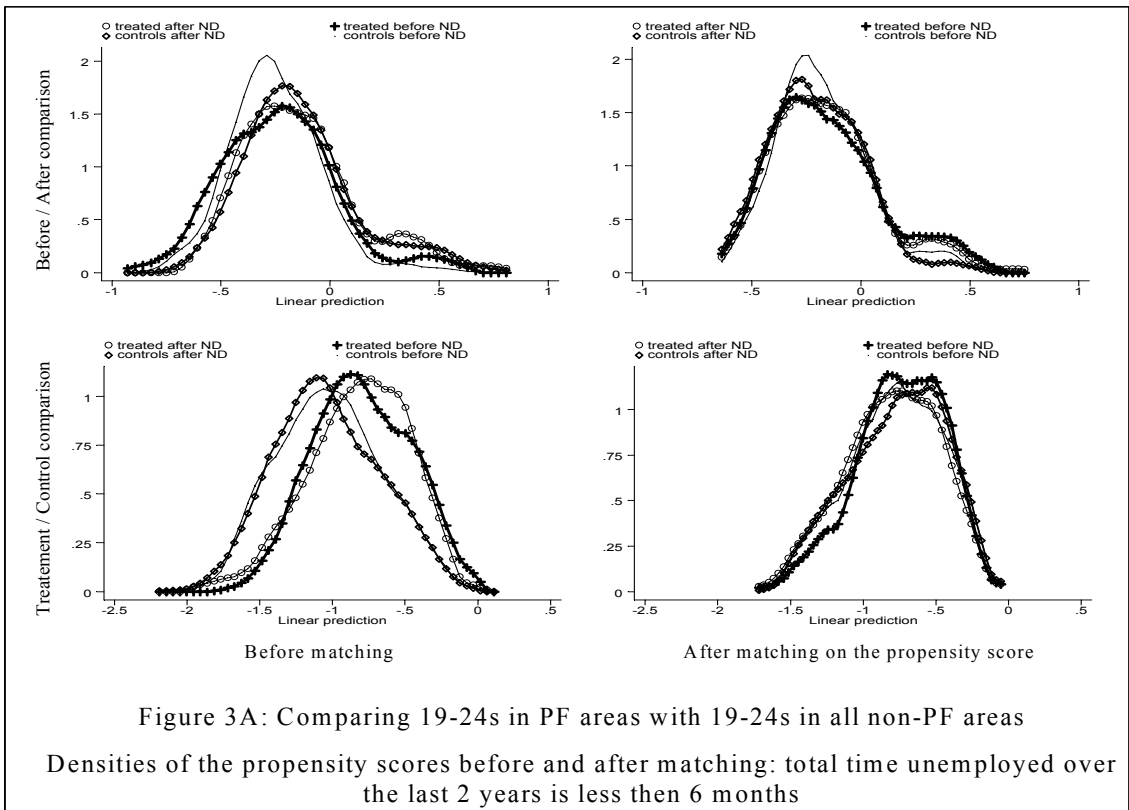 treated after ND treated before ND
controls after ND controls before ND
treated after ND treated before ND
controls after ND controls before ND
Before / After comparison
2
1.5
1
.5
0
-1 -.5 0 .5 1
Linear prediction
2
1.5
1
.5
0
-1 -.5 0 .5 1
Linear prediction
treated after ND treated before ND
controls after ND controls before ND
treated after ND treated before ND
controls after ND controls before ND
Treatement / Control comparison
1
.75
.5
.25
0
-2.5 -2 -1.5 -1 -.5 0 .5
Linear prediction
1
.75
.5
.25
0
-2.5 -2 -1.5 -1 -.5 0 .5
Linear prediction
Before matching
After matching on the propensity score
Figure 3A: Comparing 19-24s in PF areas with 19-24s in all non-PF areas
Densities of the propensity scores before and after matching: total time unemployed over
the last 2 years is less then 6 months